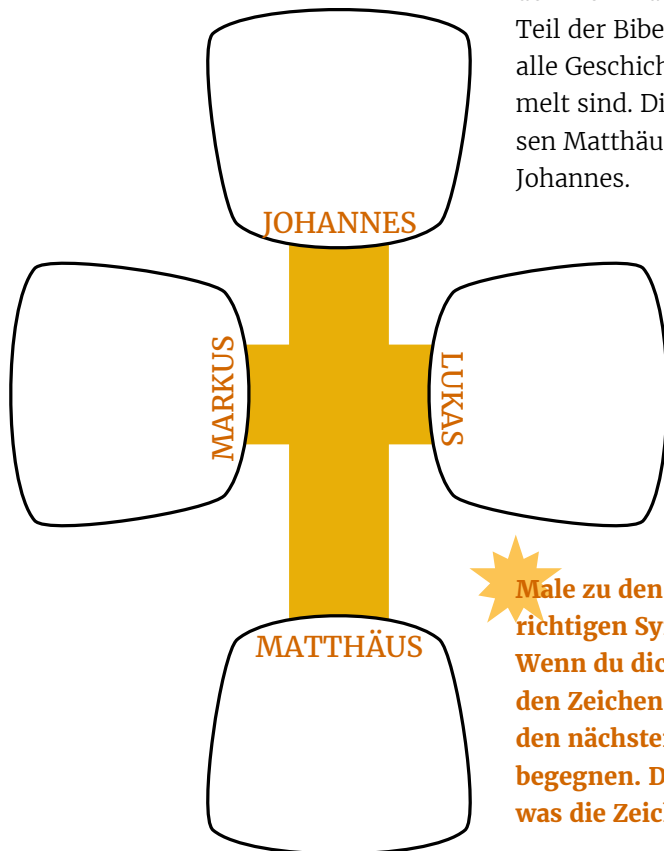 Teil der Bibe
alle Geschich
melt sind. Di
sen Matthäu
Johannes.
JOHANNES
MARKUS
LUKAS
MATTHÄUS
Male zu den
richtigen Sy
Wenn du dic
den Zeichen
den nächste
begegnen. D
was die Zeic